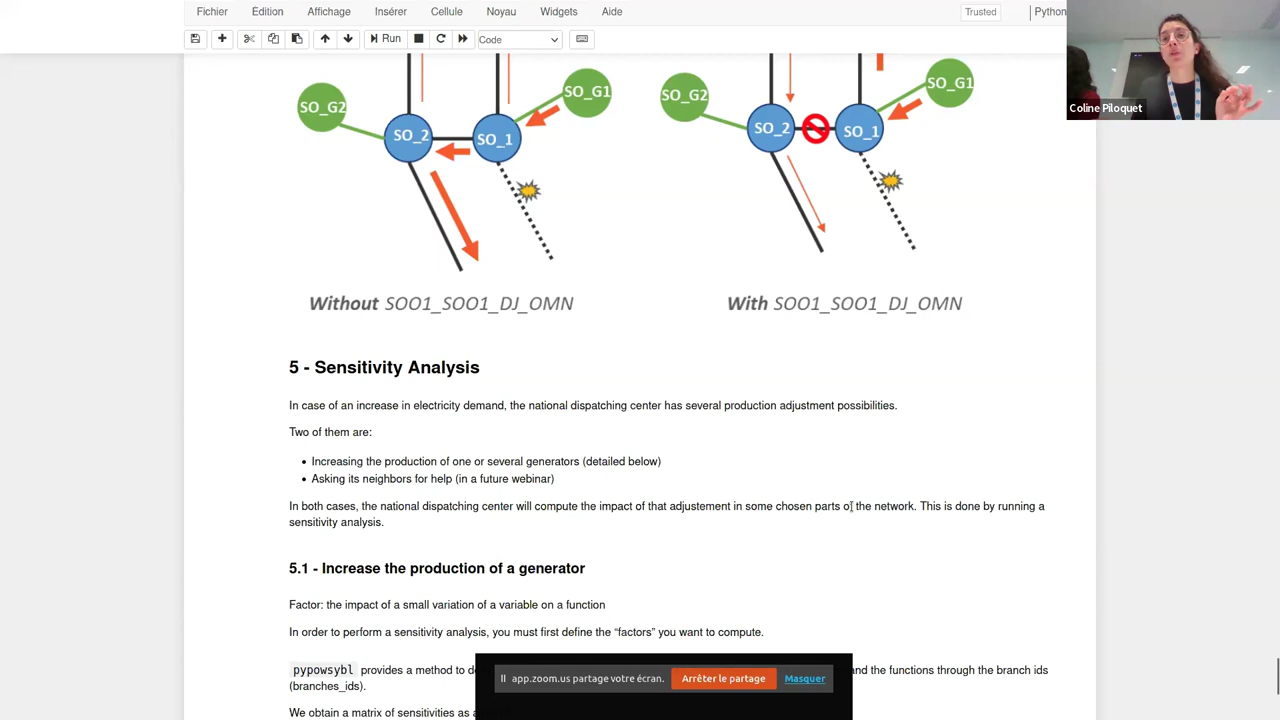 Fichier Édition Affichage Insérer Cellule Noyau Widgets Aide Trusted Python
Run Code
Coline Piloquet
SO_G2 SO_G1 SO_G2 SO_G1
SO_2 SO_1 SO_2 SO_1
Without SOO1_SOO1_DJ_OMN With SOO1_SOO1_DJ_OMN
5 - Sensitivity Analysis
In case of an increase in electricity demand, the national dispatching center has several production adjustment possibilities.
Two of them are:
• Increasing the production of one or several generators (detailed below)
• Asking its neighbors for help (in a future webinar)
In both cases, the national dispatching center will compute the impact of that adjustement in some chosen parts of the network. This is done by running a
sensitivity analysis.
5.1 - Increase the production of a generator
Factor: the impact of a small variation of a variable on a function
In order to perform a sensitivity analysis, you must first define the “factors” you want to compute.
pypowsybl provides a method to and the functions through the branch ids
(branches_ids).
We obtain a matrix of sensitivities as
app.zoom.us partage votre écran. Arrêter le partage Masquer